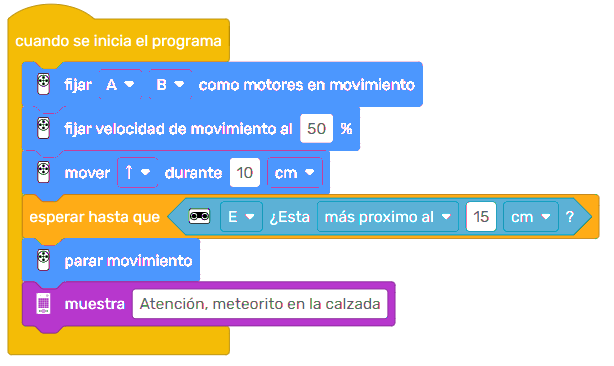 cuando se inicia el programa
fijar A B como motores en movimiento
fijar velocidad de movimiento al 50 %
mover ↑ durante 10 cm
esperar hasta que E ¿Esta más proximo al 15 cm ?
parar movimiento
muestra Atención, meteorito en la calzada